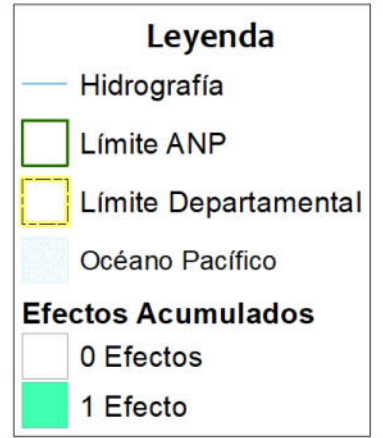 Leyenda
Hidrografía
Límite ANP
Límite Departamental
Océano Pacífico
Efectos Acumulados
0 Efectos
1 Efecto